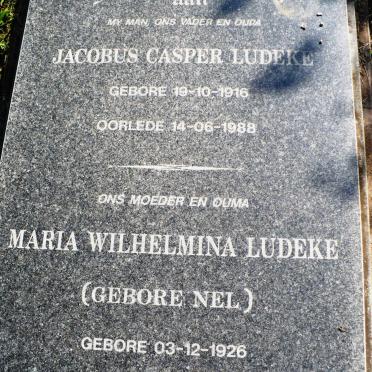 aan
MY MAN, ONS VADER EN OUPA
JACOBUS CASPER LUDEKE
GEBORE 19-10-1916
OORLEDE 14-06-1988
ONS MOEDER EN OUMA
MARIA WILHELMINA LUDEKE
(GEBORE NEL)
GEBORE 03-12-1926